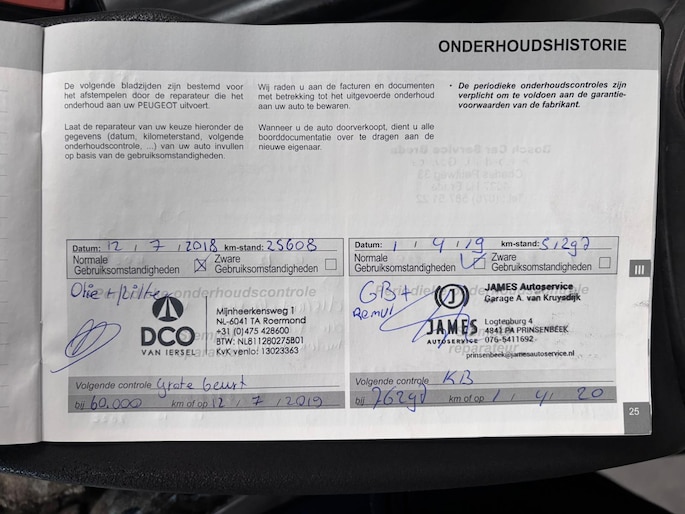 ONDERHOUDSHISTORIE
De volgende bladzijden zijn bestemd voor
het afstempelen door de reparateur die het
onderhoud aan uw PEUGEOT uitvoert.
Laat de reparateur van uw keuze hieronder de
gegevens (datum, kilometerstand, volgende
onderhoudscontrole, ...) van uw auto invullen
op basis van de gebruiksomstandigheden.
Wij raden u aan de facturen en documenten
met betrekking tot het uitgevoerde onderhoud
aan uw auto te bewaren.
Wanneer u de auto doorverkoopt, dient u alle
boorddocumentatie over te dragen aan de
nieuwe eigenaar.
• De periodieke onderhoudscontroles zijn
verplicht om te voldoen aan de garantie-
voorwaarden van de fabrikant.
Datum: 12 / 7 / 2018 km-stand: 25608
Normale
Gebruiksomstandigheden
Zware
Gebruiksomstandigheden
Olie + filter
DCO
VAN IERSEL
Mijnheerkensweg 1
NL-6041 TA Roermond
+31 (0)475 428600
BTW: NL811280275B01
KvK venlo: 13023363
Volgende controle Grote beurt
bij 60.000 km of op 12 / 7 / 2019
Datum: 1 / 4 / 19 km-stand: 51297
Normale
Gebruiksomstandigheden
Zware
Gebruiksomstandigheden
GB +
JAMES
AUTOSERVICE
JAMES Autoservice
Garage A. van Kruysdijk
Logtenburg 4
4841 PA PRINSENBEEK
076-5411692
prinsenbeek@jamesautoservice.nl
reparateur
Volgende controle KB
bij 76297 km of op 1 / 4 / 20
III
25